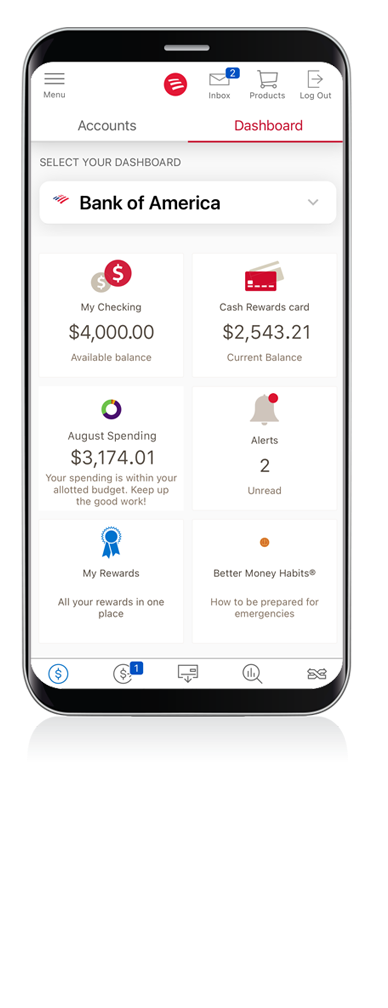 2
Menu
Inbox
Products
Log Out
Accounts
Dashboard
SELECT YOUR DASHBOARD
Bank of America
$
$
My Checking
$4,000.00
Available balance
Cash Rewards card
$2,543.21
Current Balance
August Spending
$3,174.01
Your spending is within your
allotted budget. Keep up
the good work!
Alerts
2
Unread
My Rewards
All your rewards in one
place
Better Money Habits®
How to be prepared for
emergencies
$
$
1